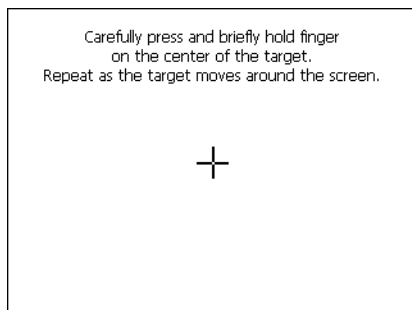 Carefully press and briefly hold finger
on the center of the target.
Repeat as the target moves around the screen.